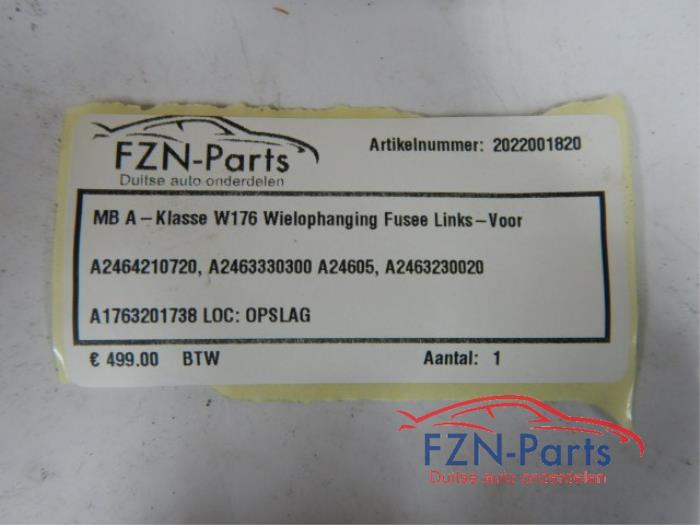 FZN-Parts
Duitse auto onderdelen
Artikelnummer: 2022001820
MB A-Klasse W176 Wielophanging Fusee Links-Voor
A2464210720, A2463330300 A24605, A2463230020
A1763201738 LOC: OPSLAG
€ 499.00 BTW Aantal: 1
FZN-Parts
Duitse auto onderdelen